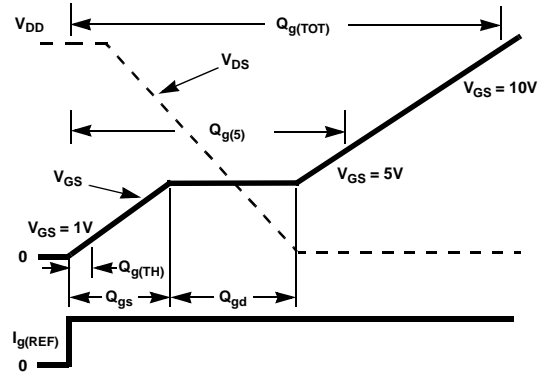 V_DD
Q_g(TOT)
V_DS
V_GS = 10V
Q_g(5)
V_GS
V_GS = 5V
V_GS = 1V
0
Q_g(TH)
Q_gs
Q_gd
I_g(REF)
0